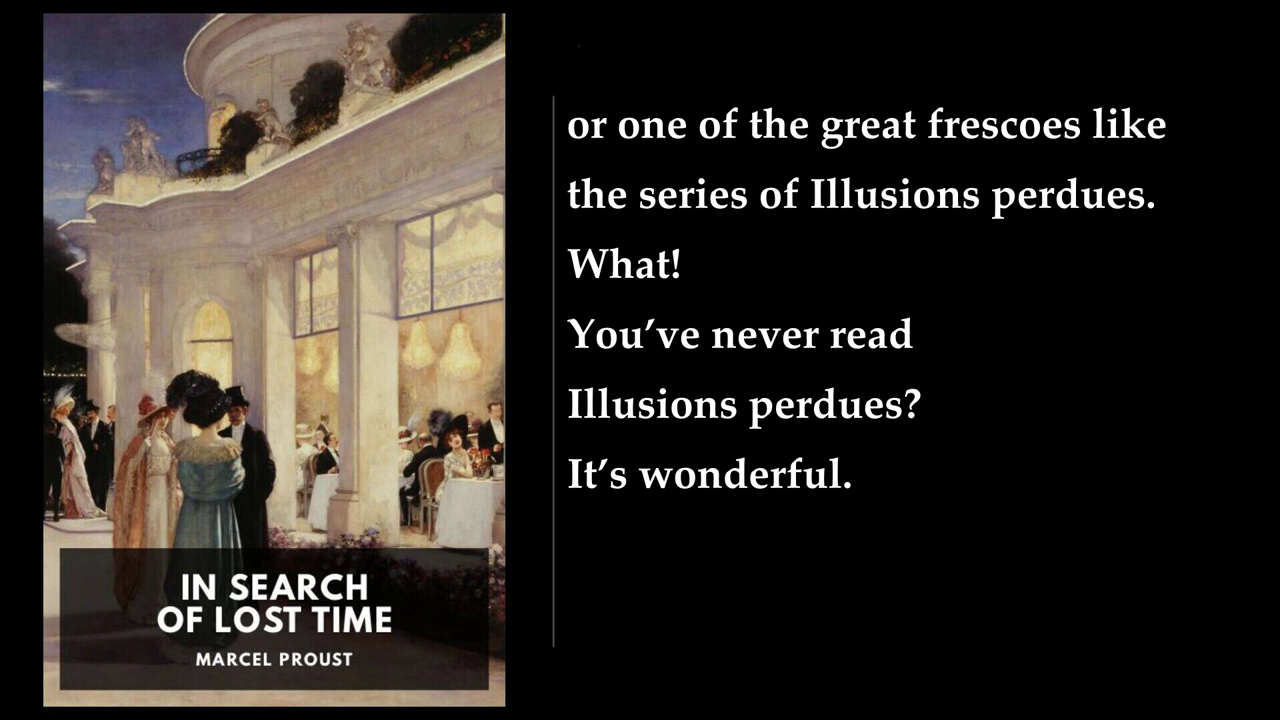 IN SEARCH
OF LOST TIME
MARCEL PROUST
or one of the great frescoes like
the series of Illusions perdues.
What!
You’ve never read
Illusions perdues?
It’s wonderful.